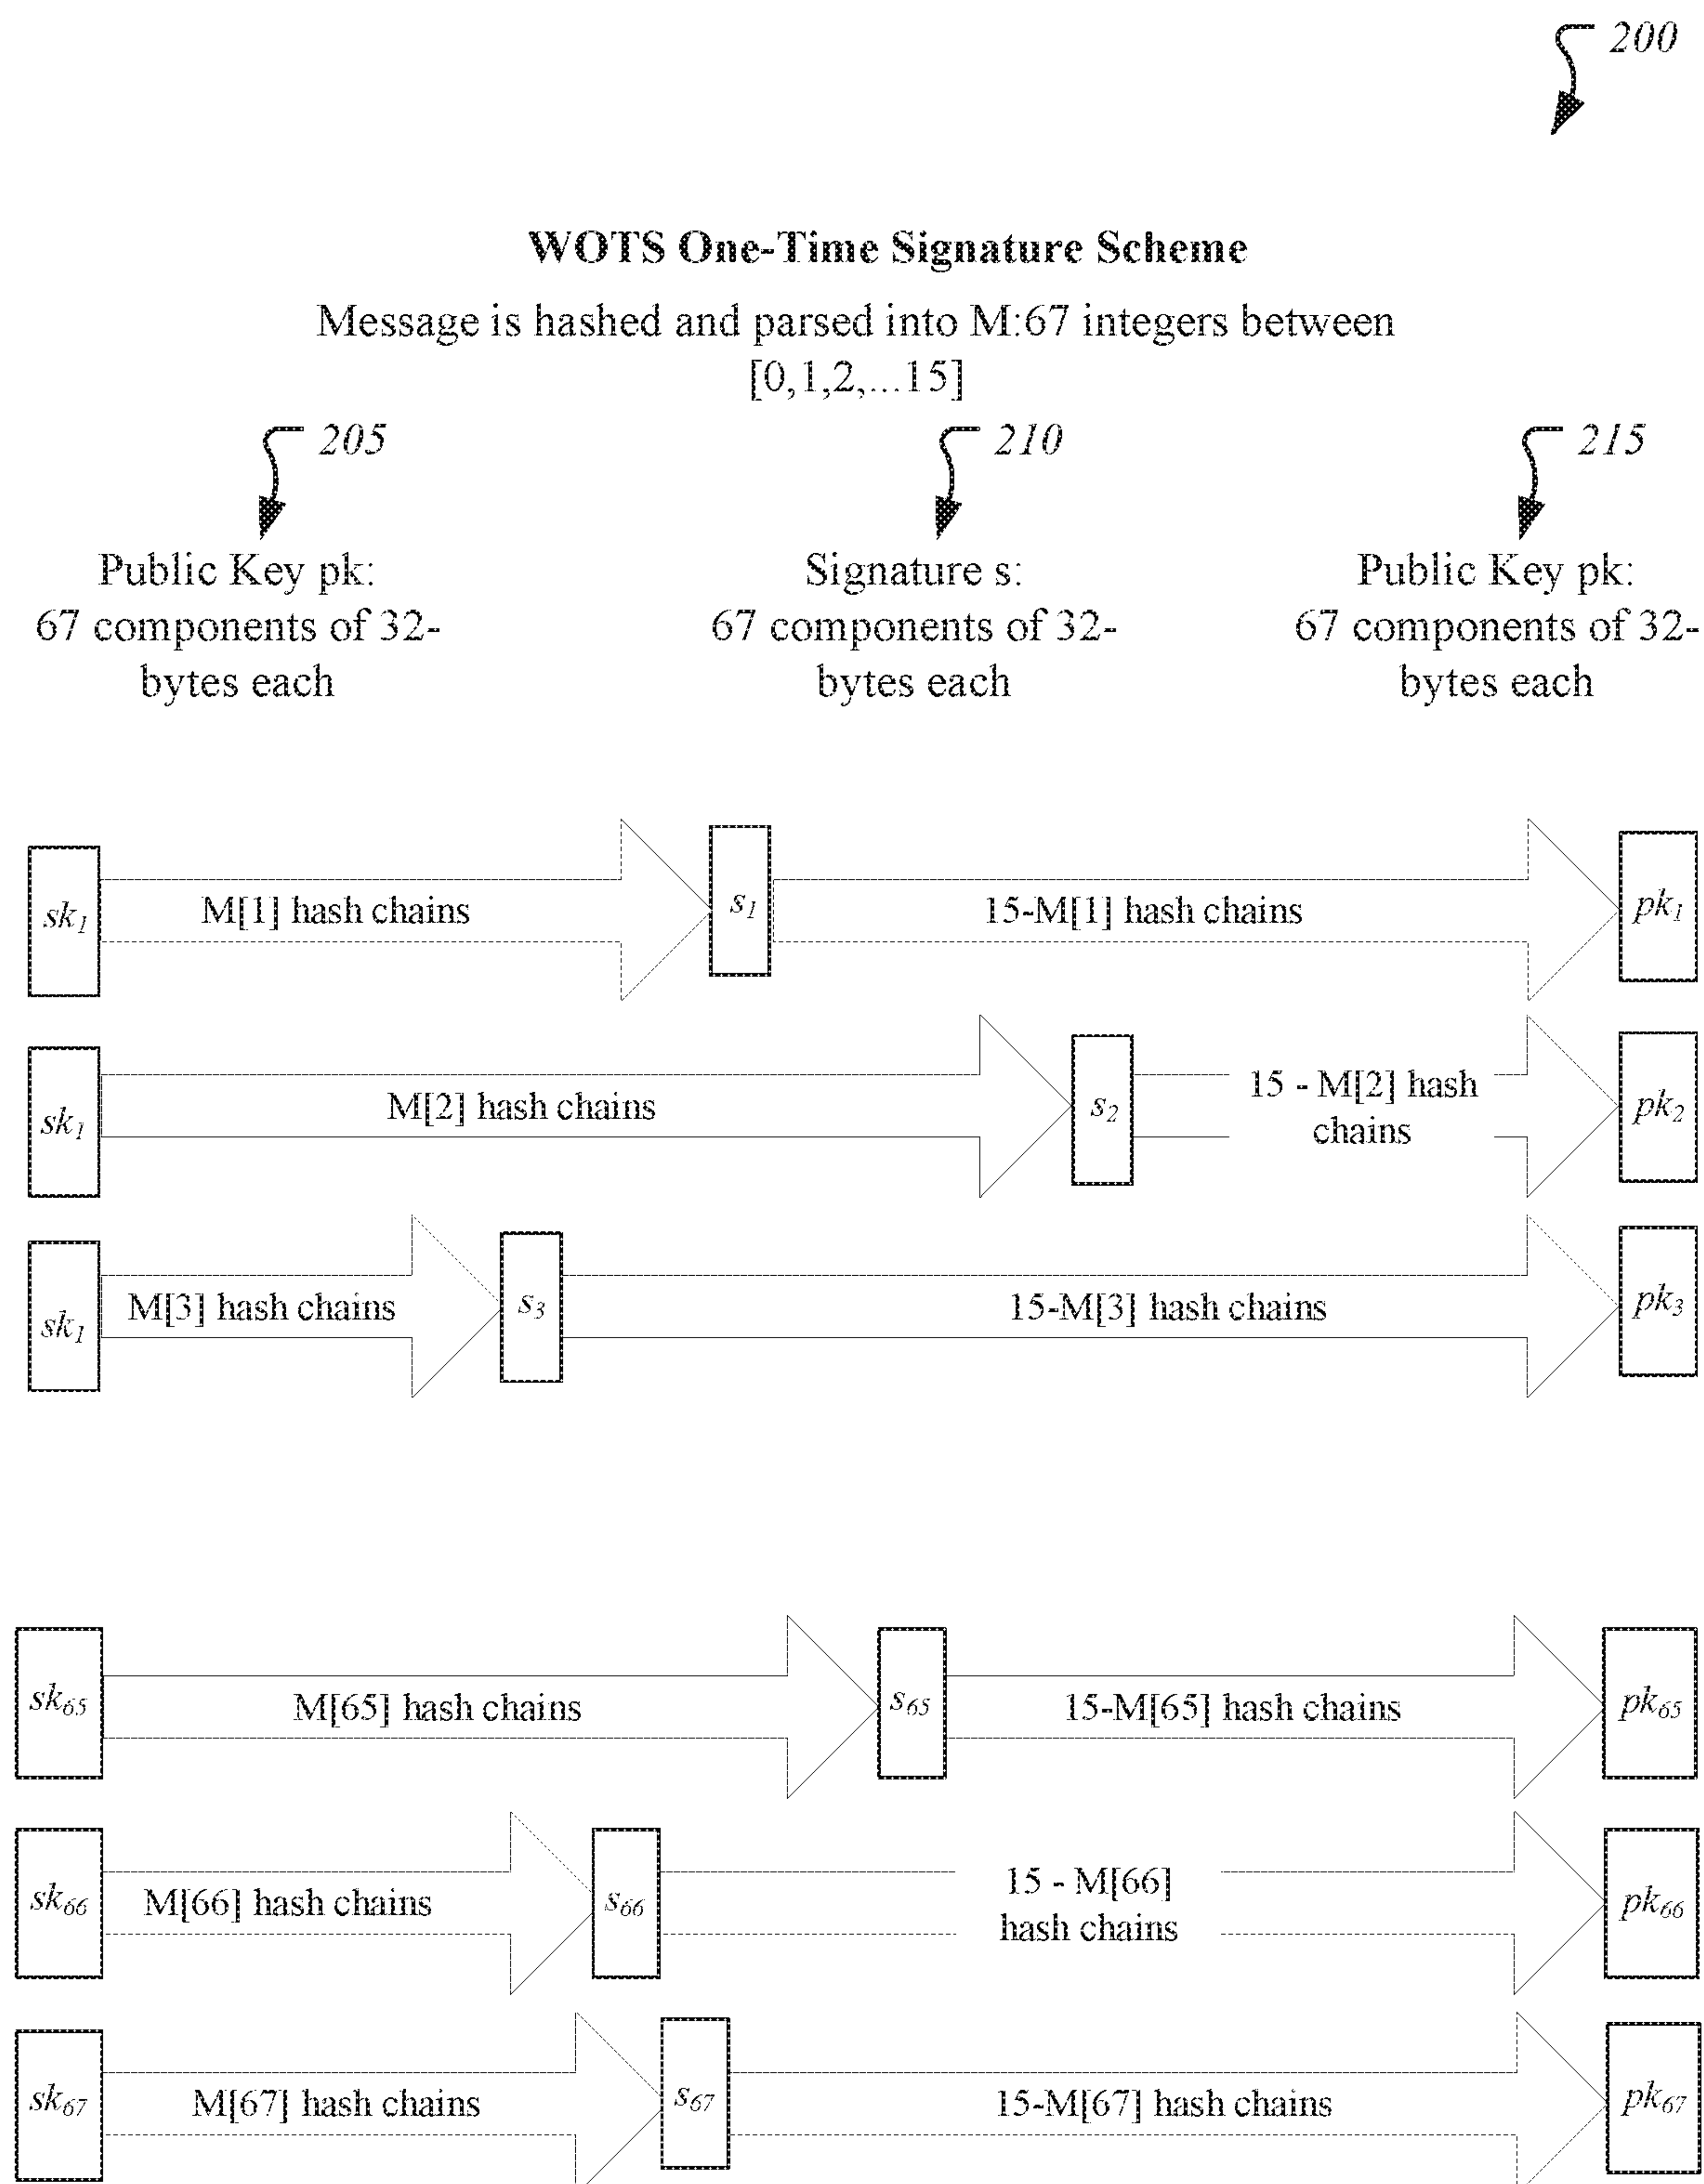 200
WOTS One-Time Signature Scheme
Message is hashed and parsed into M:67 integers between
[0,1,2,...15]
205
210
215
Public Key pk:
67 components of 32-
bytes each
Signature s:
67 components of 32-
bytes each
Public Key pk:
67 components of 32-
bytes each
sk1 M[1] hash chains s1 15-M[1] hash chains pk1
sk1 M[2] hash chains s2 15 - M[2] hash
chains pk2
sk1 M[3] hash chains s3 15-M[3] hash chains pk3
sk65 M[65] hash chains s65 15-M[65] hash chains pk65
sk66 M[66] hash chains s66 15 - M[66]
hash chains pk66
sk67 M[67] hash chains s67 15-M[67] hash chains pk67